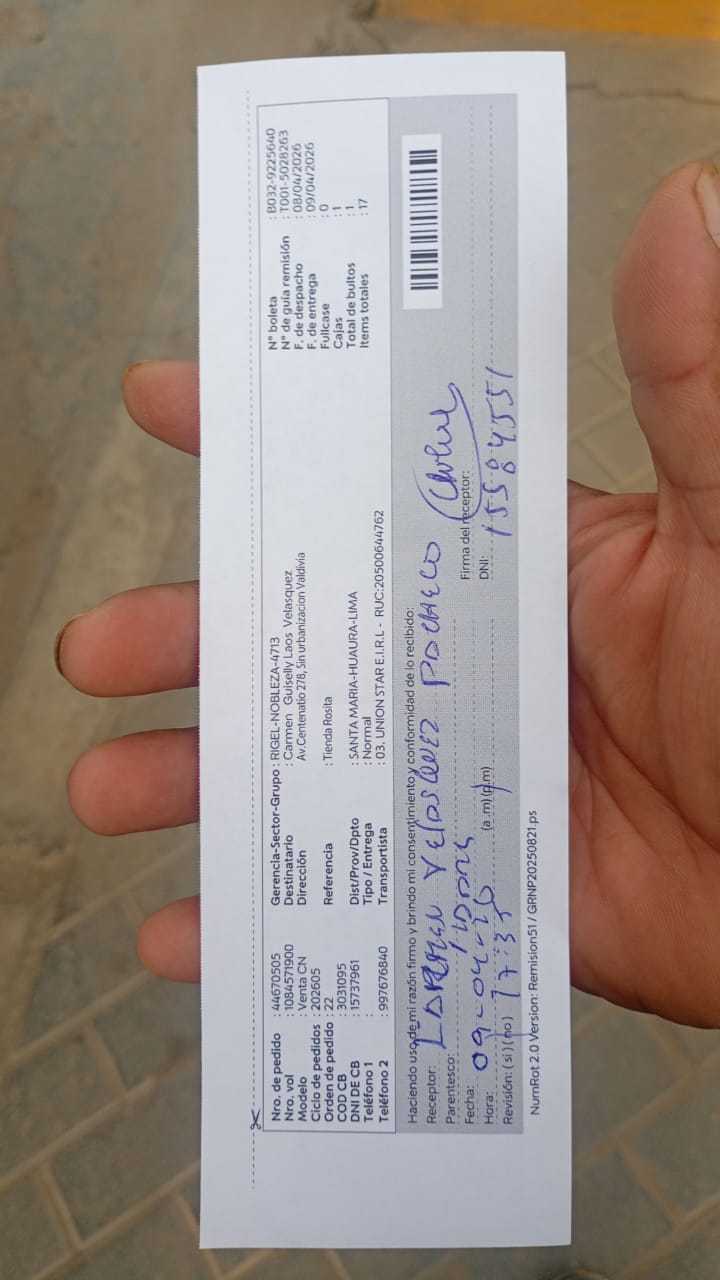 Nro. de pedido : 44670505
Nro. vol : 1084571900
Modelo : Venta CN
Ciclo de pedidos : 202605
Orden de pedido : 22
COD CB : 3031095
DNI DE CB : 15737961
Teléfono 1 :
Teléfono 2 : 997676840
Gerencia-Sector-Grupo : RIGEL-NOBLEZA-4713
Destinatario : Carmen Guiselly Laos Velasquez
Dirección Av.Centenatio 278, Sin urbanizacion Valdivia
Referencia : Tienda Rosita
Dist/Prov/Dpto : SANTA MARIA-HUAURA-LIMA
Tipo / Entrega : Normal
Transportista : 03. UNION STAR E.I.R.L - RUC:20500644762
N° boleta : B032-9225640
N° de guía remisión : T001-5028263
F. de despacho : 08/04/2026
F. de entrega : 09/04/2026
Fullcase : 0
Cajas : 1
Total de bultos : 1
Items totales : 17
Haciendo uso de mi razón firmo y brindo mi consentimiento y conformidad de lo recibido:
Receptor: CARMEN VELASQUEZ PACHECO
Parentesco:
Fecha: 09-04-26
Hora: 17:35 (a.m)(p.m)
Revisión: (si)(no)
Firma del receptor:
DNI: 15584551
NumRot 2.0 Version: Remision51 / GRNP20250821.ps